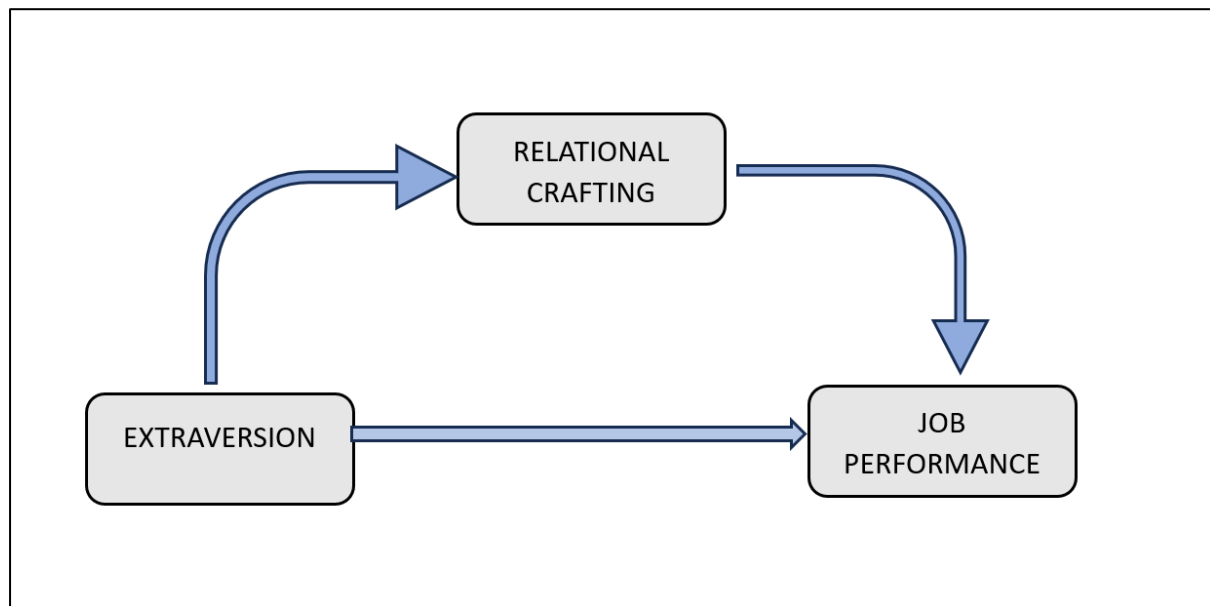 RELATIONAL
CRAFTING
EXTRAVERSION
JOB
PERFORMANCE